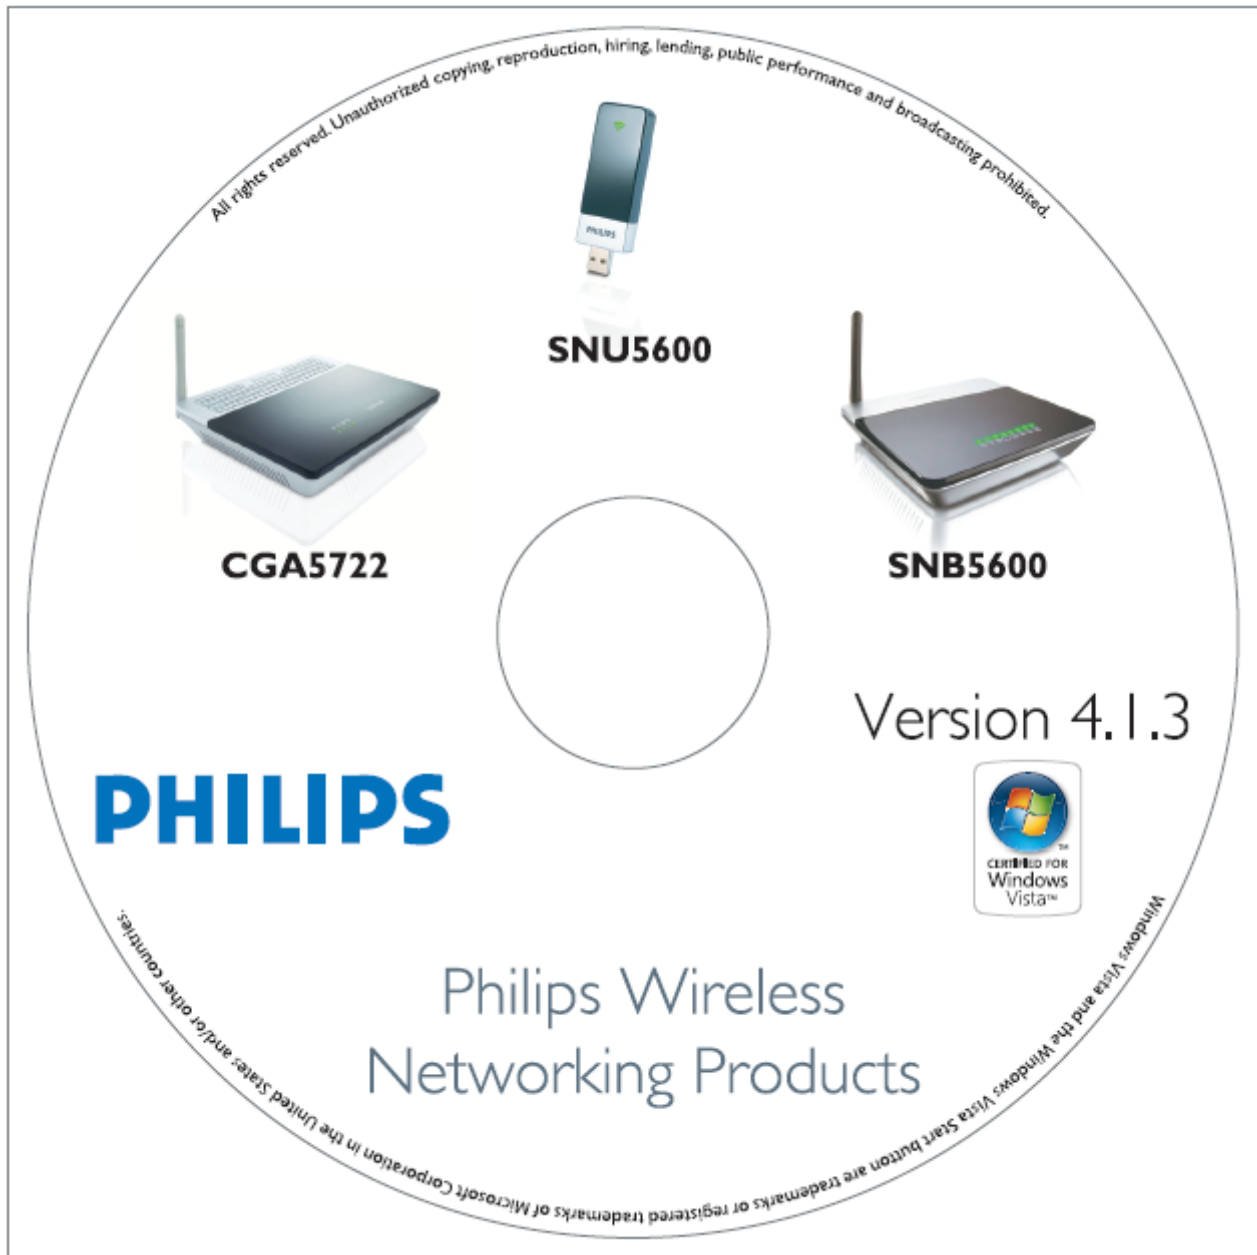 All rights reserved. Unauthorized copying, reproduction, hiring, lending, public performance and broadcasting prohibited.
PHILIPS
SNU5600
CGA5722
SNB5600
Version 4.1.3
PHILIPS
CERTIFIED FOR
Windows
Vista™
Philips Wireless
Networking Products
Windows Vista and the Windows Vista Start button are trademarks or registered trademarks of Microsoft Corporation in the United States and/or other countries.